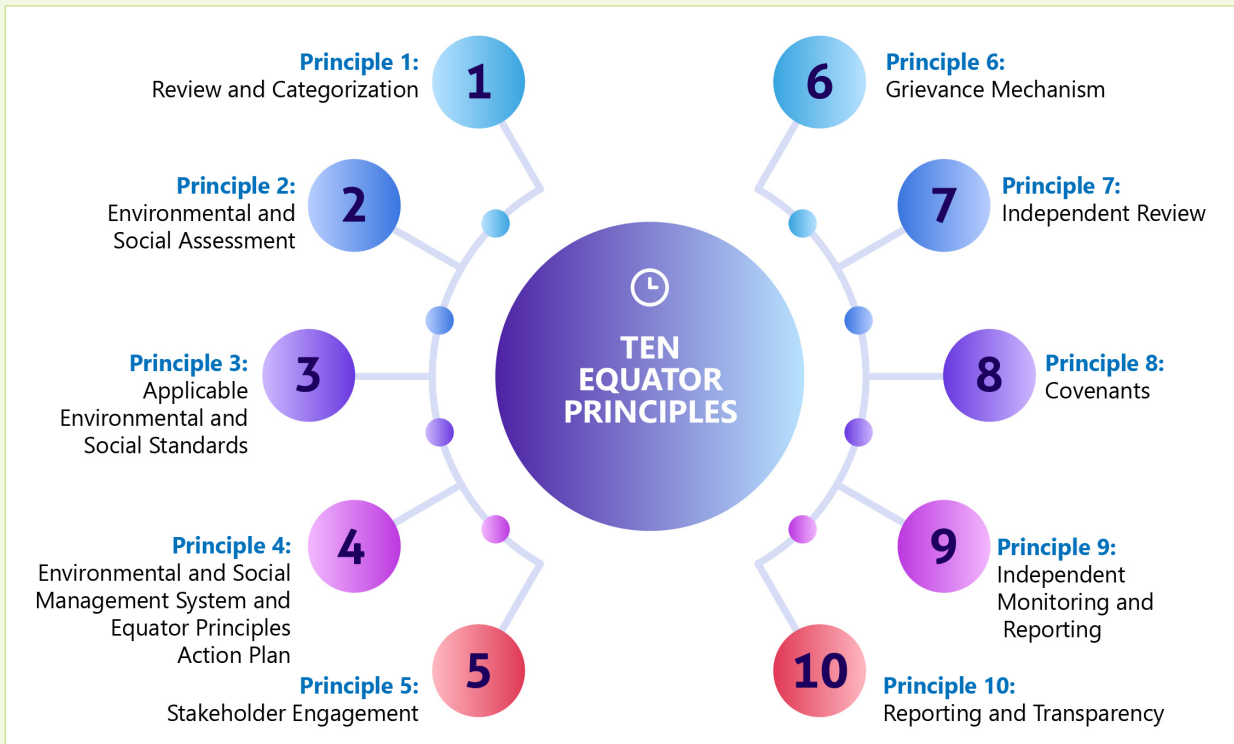 1
Principle 1:
Review and Categorization
2
Principle 2:
Environmental and
Social Assessment
3
Principle 3:
Applicable
Environmental and
Social Standards
4
Principle 4:
Environmental and Social
Management System and
Equator Principles
Action Plan
5
Principle 5:
Stakeholder Engagement
TEN
EQUATOR
PRINCIPLES
6
Principle 6:
Grievance Mechanism
7
Principle 7:
Independent Review
8
Principle 8:
Covenants
9
Principle 9:
Independent
Monitoring and
Reporting
10
Principle 10:
Reporting and Transparency